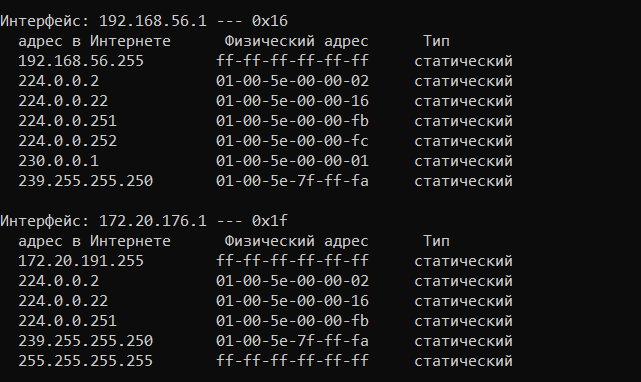 Интерфейс: 192.168.56.1 --- 0x16
адрес в Интернете Физический адрес Тип
192.168.56.255 ff-ff-ff-ff-ff-ff статический
224.0.0.2 01-00-5e-00-00-02 статический
224.0.0.22 01-00-5e-00-00-16 статический
224.0.0.251 01-00-5e-00-00-fb статический
224.0.0.252 01-00-5e-00-00-fc статический
230.0.0.1 01-00-5e-00-00-01 статический
239.255.255.250 01-00-5e-7f-ff-fa статический
Интерфейс: 172.20.176.1 --- 0x1f
адрес в Интернете Физический адрес Тип
172.20.191.255 ff-ff-ff-ff-ff-ff статический
224.0.0.2 01-00-5e-00-00-02 статический
224.0.0.22 01-00-5e-00-00-16 статический
224.0.0.251 01-00-5e-00-00-fb статический
239.255.255.250 01-00-5e-7f-ff-fa статический
255.255.255.255 ff-ff-ff-ff-ff-ff статический